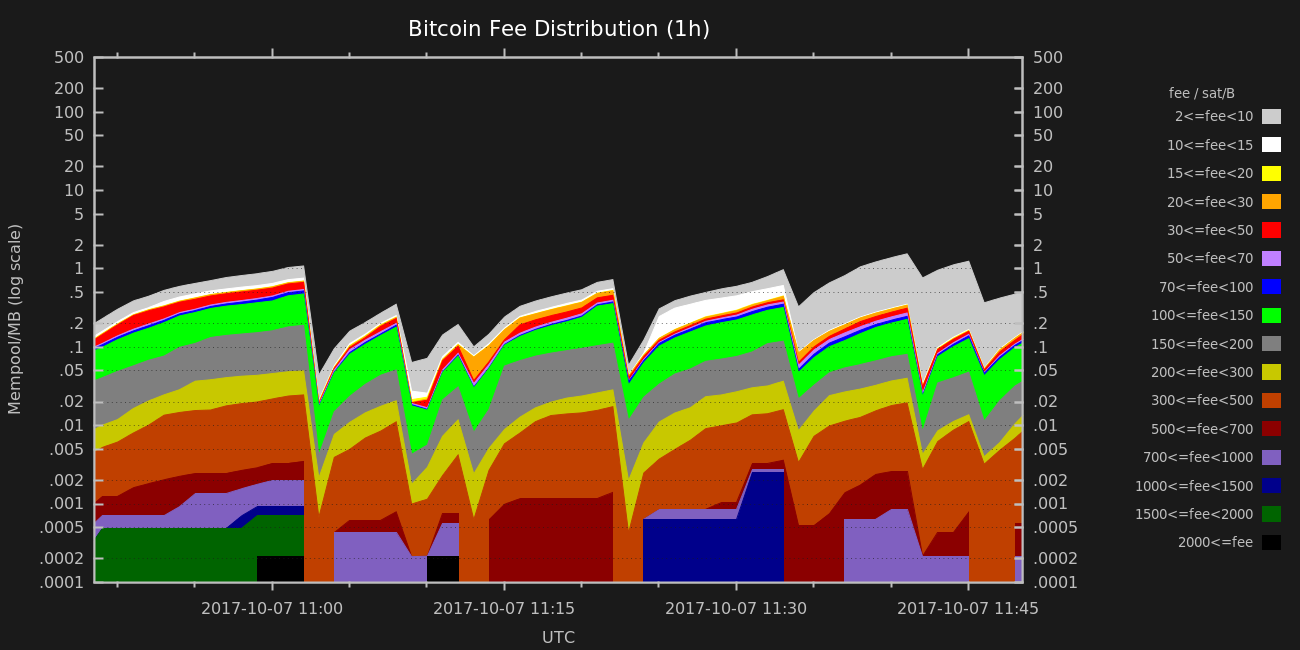 Bitcoin Fee Distribution (1h)
500
200
100
50
20
10
5
2
1
.5
.2
.1
.05
.02
.01
.005
.002
.001
.0005
.0002
.0001
Mempool/MB (log scale)
500
200
100
50
20
10
5
2
1
.5
.2
.1
.05
.02
.01
.005
.002
.001
.0005
.0002
.0001
2017-10-07 11:00
2017-10-07 11:15
2017-10-07 11:30
2017-10-07 11:45
UTC
fee / sat/B
2<=fee<10
10<=fee<15
15<=fee<20
20<=fee<30
30<=fee<50
50<=fee<70
70<=fee<100
100<=fee<150
150<=fee<200
200<=fee<300
300<=fee<500
500<=fee<700
700<=fee<1000
1000<=fee<1500
1500<=fee<2000
2000<=fee